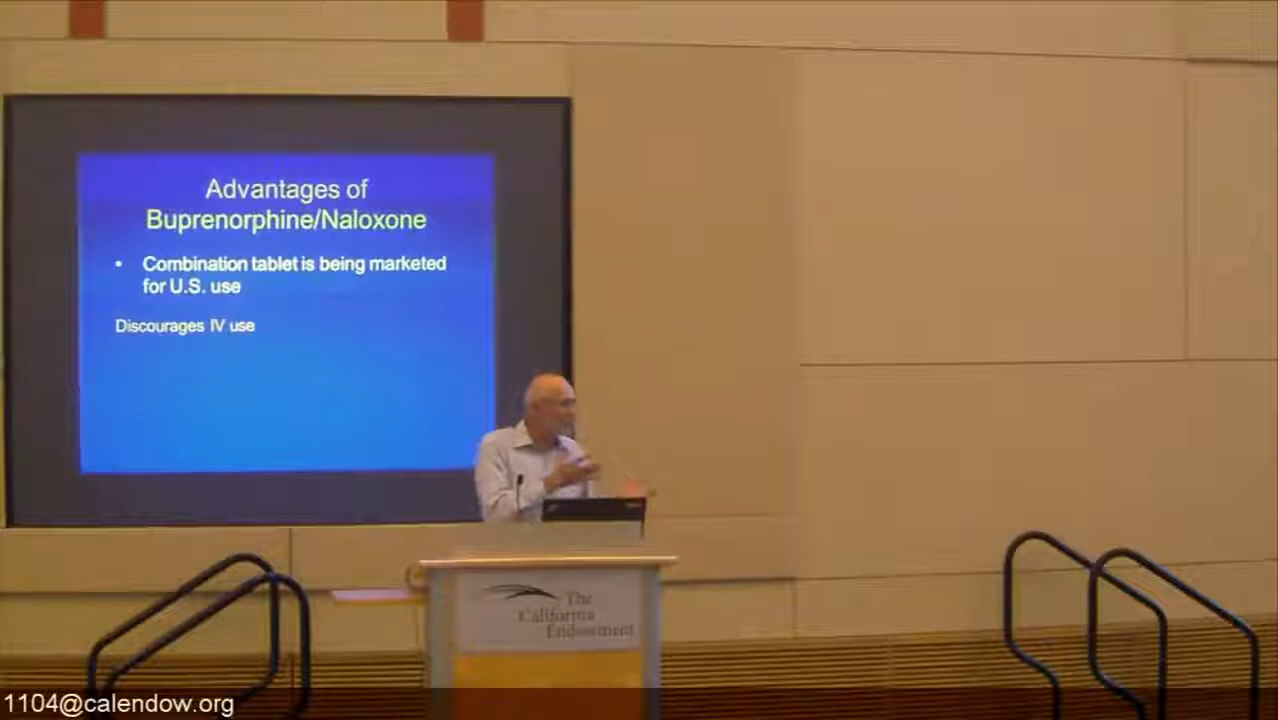 Advantages of
Buprenorphine/Naloxone
• Combination tablet is being marketed
for U.S. use
Discourages IV use
The
California
Endowment
1104@calendow.org